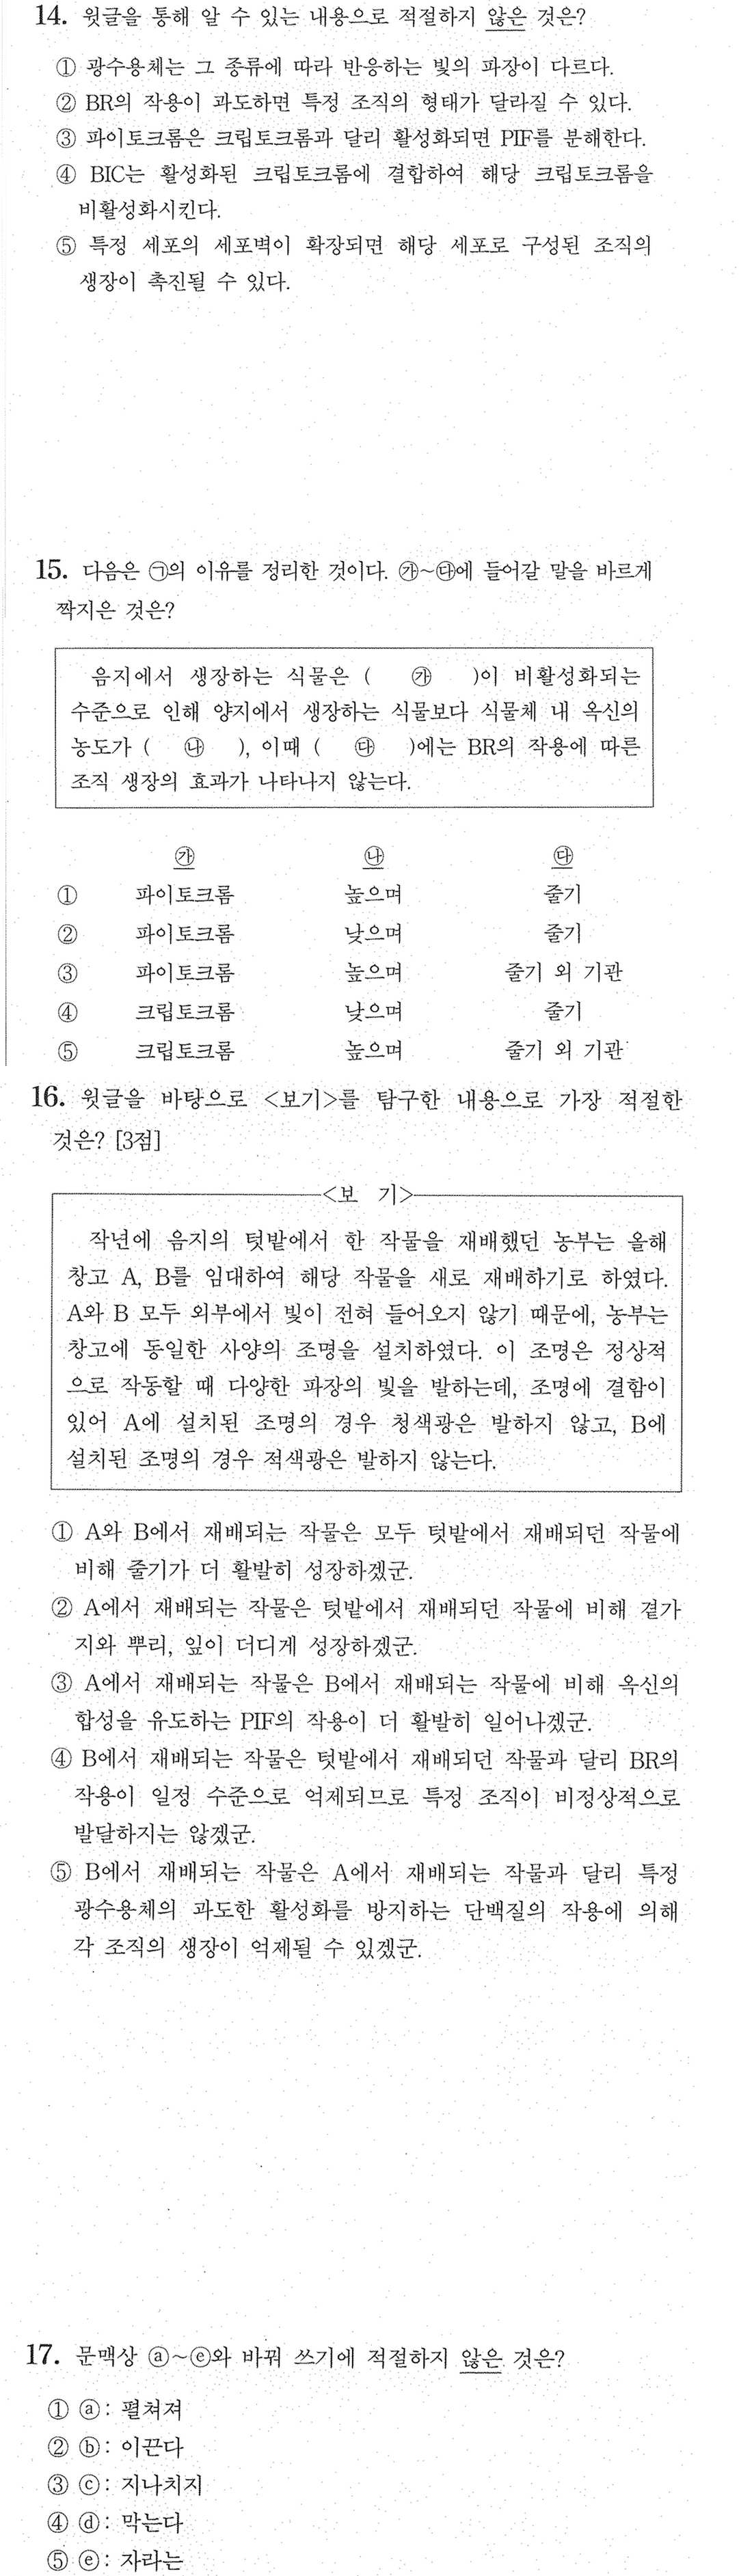 14. 윗글을 통해 알 수 있는 내용으로 적절하지 않은 것은?
① 광수용체는 그 종류에 따라 반응하는 빛의 파장이 다르다.
② BR의 작용이 과도하면 특정 조직의 형태가 달라질 수 있다.
③ 파이토크롬은 크립토크롬과 달리 활성화되면 PIF를 분해한다.
④ BIC는 활성화된 크립토크롬에 결합하여 해당 크립토크롬을
비활성화시킨다.
⑤ 특정 세포의 세포벽이 확장되면 해당 세포로 구성된 조직의
생장이 촉진될 수 있다.
15. 다음은 ㉠의 이유를 정리한 것이다. ㉮~㉰에 들어갈 말을 바르게
짝지은 것은?
음지에서 생장하는 식물은 ( ㉮ )이 비활성화되는
수준으로 인해 양지에서 생장하는 식물보다 식물체 내 옥신의
농도가 ( ㉯ ), 이때 ( ㉰ )에는 BR의 작용에 따른
조직 생장의 효과가 나타나지 않는다.
㉮ ㉯ ㉰
① 파이토크롬 높으며 줄기
② 파이토크롬 낮으며 줄기
③ 파이토크롬 높으며 줄기 외 기관
④ 크립토크롬 낮으며 줄기
⑤ 크립토크롬 높으며 줄기 외 기관
16. 윗글을 바탕으로 <보기>를 탐구한 내용으로 가장 적절한
것은? [3점]
<보 기>
작년에 음지의 텃밭에서 한 작물을 재배했던 농부는 올해
창고 A, B를 임대하여 해당 작물을 새로 재배하기로 하였다.
A와 B 모두 외부에서 빛이 전혀 들어오지 않기 때문에, 농부는
창고에 동일한 사양의 조명을 설치하였다. 이 조명은 정상적
으로 작동할 때 다양한 파장의 빛을 발하는데, 조명에 결함이
있어 A에 설치된 조명의 경우 청색광은 발하지 않고, B에
설치된 조명의 경우 적색광은 발하지 않는다.
① A와 B에서 재배되는 작물은 모두 텃밭에서 재배되던 작물에
비해 줄기가 더 활발히 성장하겠군.
② A에서 재배되는 작물은 텃밭에서 재배되던 작물에 비해 곁가
지와 뿌리, 잎이 더디게 성장하겠군.
③ A에서 재배되는 작물은 B에서 재배되는 작물에 비해 옥신의
합성을 유도하는 PIF의 작용이 더 활발히 일어나겠군.
④ B에서 재배되는 작물은 텃밭에서 재배되던 작물과 달리 BR의
작용이 일정 수준으로 억제되므로 특정 조직이 비정상적으로
발달하지는 않겠군.
⑤ B에서 재배되는 작물은 A에서 재배되는 작물과 달리 특정
광수용체의 과도한 활성화를 방지하는 단백질의 작용에 의해
각 조직의 생장이 억제될 수 있겠군.
17. 문맥상 ⓐ~ⓔ와 바꿔 쓰기에 적절하지 않은 것은?
① ⓐ: 펼쳐져
② ⓑ: 이끈다
③ ⓒ: 지나치지
④ ⓓ: 막는다
⑤ ⓔ: 자라는